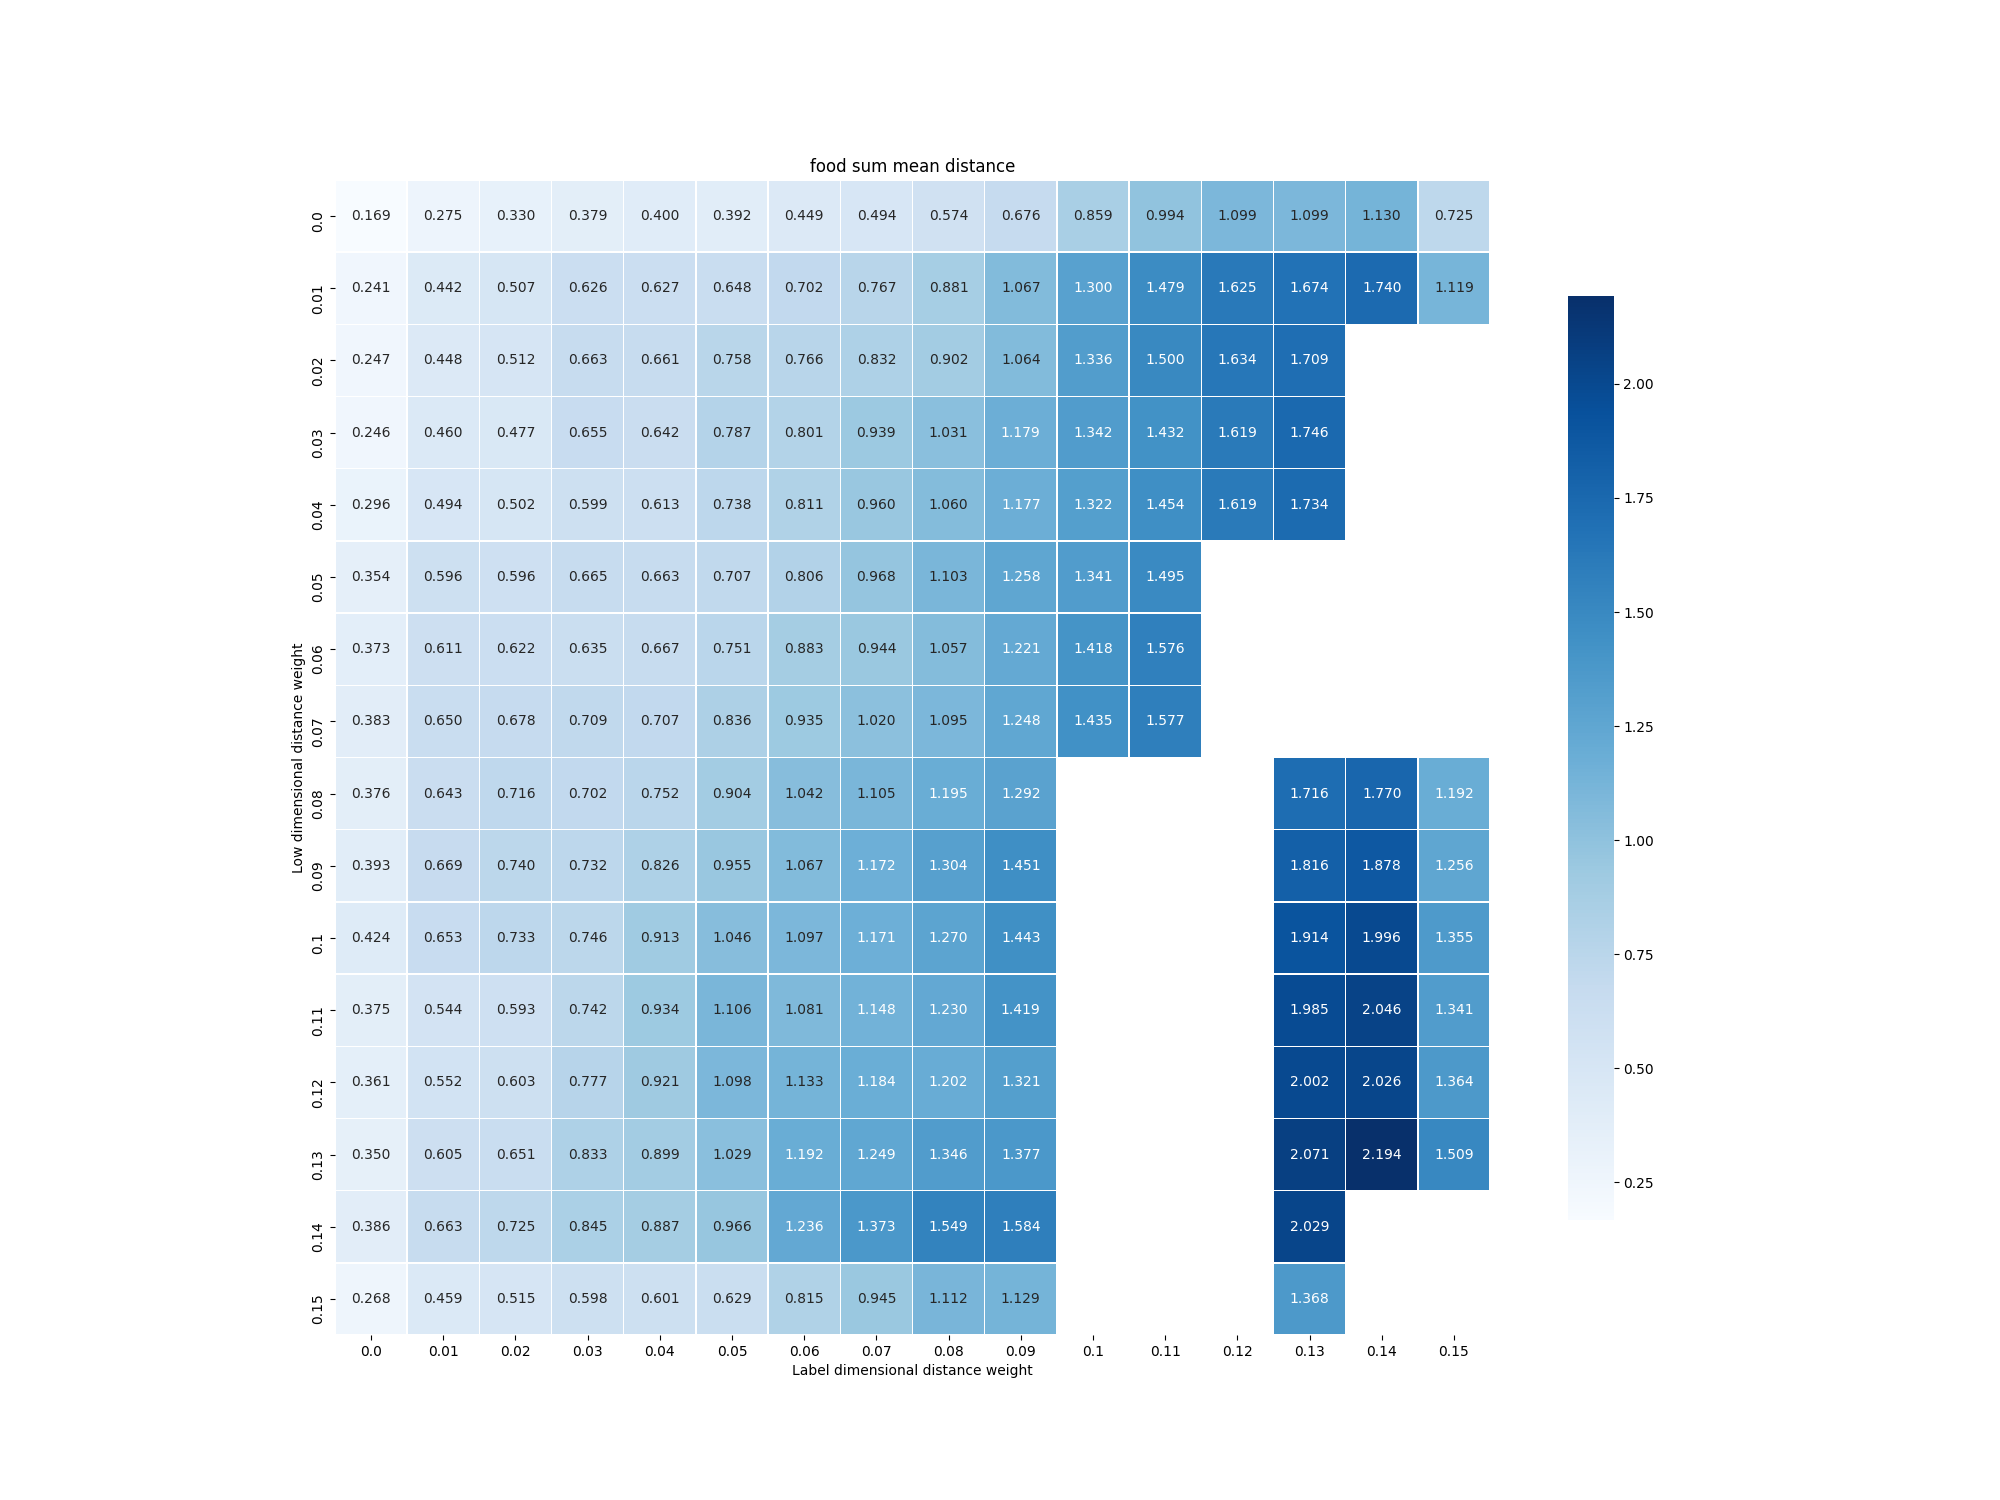 food sum mean distance
0.0 0.169 0.275 0.330 0.379 0.400 0.392 0.449 0.494 0.574 0.676 0.859 0.994 1.099 1.099 1.130 0.725
0.01 0.241 0.442 0.507 0.626 0.627 0.648 0.702 0.767 0.881 1.067 1.300 1.479 1.625 1.674 1.740 1.119
0.02 0.247 0.448 0.512 0.663 0.661 0.758 0.766 0.832 0.902 1.064 1.336 1.500 1.634 1.709
0.03 0.246 0.460 0.477 0.655 0.642 0.787 0.801 0.939 1.031 1.179 1.342 1.432 1.619 1.746
0.04 0.296 0.494 0.502 0.599 0.613 0.738 0.811 0.960 1.060 1.177 1.322 1.454 1.619 1.734
0.05 0.354 0.596 0.596 0.665 0.663 0.707 0.806 0.968 1.103 1.258 1.341 1.495
0.06 0.373 0.611 0.622 0.635 0.667 0.751 0.883 0.944 1.057 1.221 1.418 1.576
0.07 0.383 0.650 0.678 0.709 0.707 0.836 0.935 1.020 1.095 1.248 1.435 1.577
0.08 0.376 0.643 0.716 0.702 0.752 0.904 1.042 1.105 1.195 1.292 1.716 1.770 1.192
0.09 0.393 0.669 0.740 0.732 0.826 0.955 1.067 1.172 1.304 1.451 1.816 1.878 1.256
0.1 0.424 0.653 0.733 0.746 0.913 1.046 1.097 1.171 1.270 1.443 1.914 1.996 1.355
0.11 0.375 0.544 0.593 0.742 0.934 1.106 1.081 1.148 1.230 1.419 1.985 2.046 1.341
0.12 0.361 0.552 0.603 0.777 0.921 1.098 1.133 1.184 1.202 1.321 2.002 2.026 1.364
0.13 0.350 0.605 0.651 0.833 0.899 1.029 1.192 1.249 1.346 1.377 2.071 2.194 1.509
0.14 0.386 0.663 0.725 0.845 0.887 0.966 1.236 1.373 1.549 1.584 2.029
0.15 0.268 0.459 0.515 0.598 0.601 0.629 0.815 0.945 1.112 1.129 1.368
0.0 0.01 0.02 0.03 0.04 0.05 0.06 0.07 0.08 0.09 0.1 0.11 0.12 0.13 0.14 0.15
Label dimensional distance weight
Low dimensional distance weight
2.00
1.75
1.50
1.25
1.00
0.75
0.50
0.25